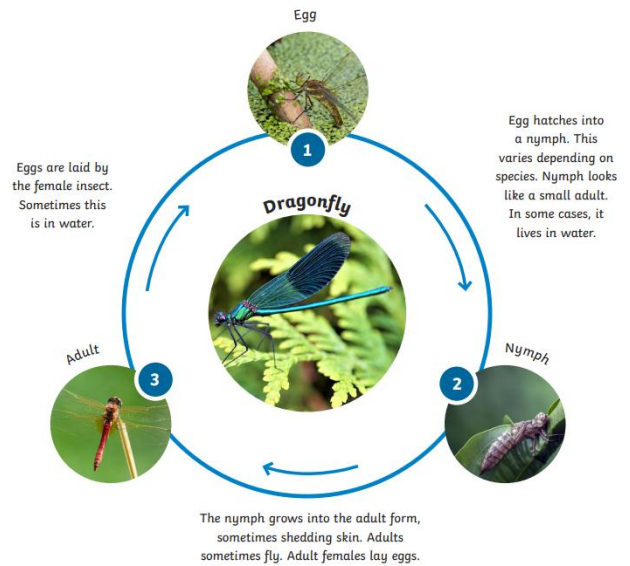 Egg
1
Egg hatches into
a nymph. This
varies depending on
species. Nymph looks
like a small adult.
In some cases, it
lives in water.
Eggs are laid by
the female insect.
Sometimes this
is in water.
Dragonfly
Adult
3
Nymph
2
The nymph grows into the adult form,
sometimes shedding skin. Adults
sometimes fly. Adult females lay eggs.